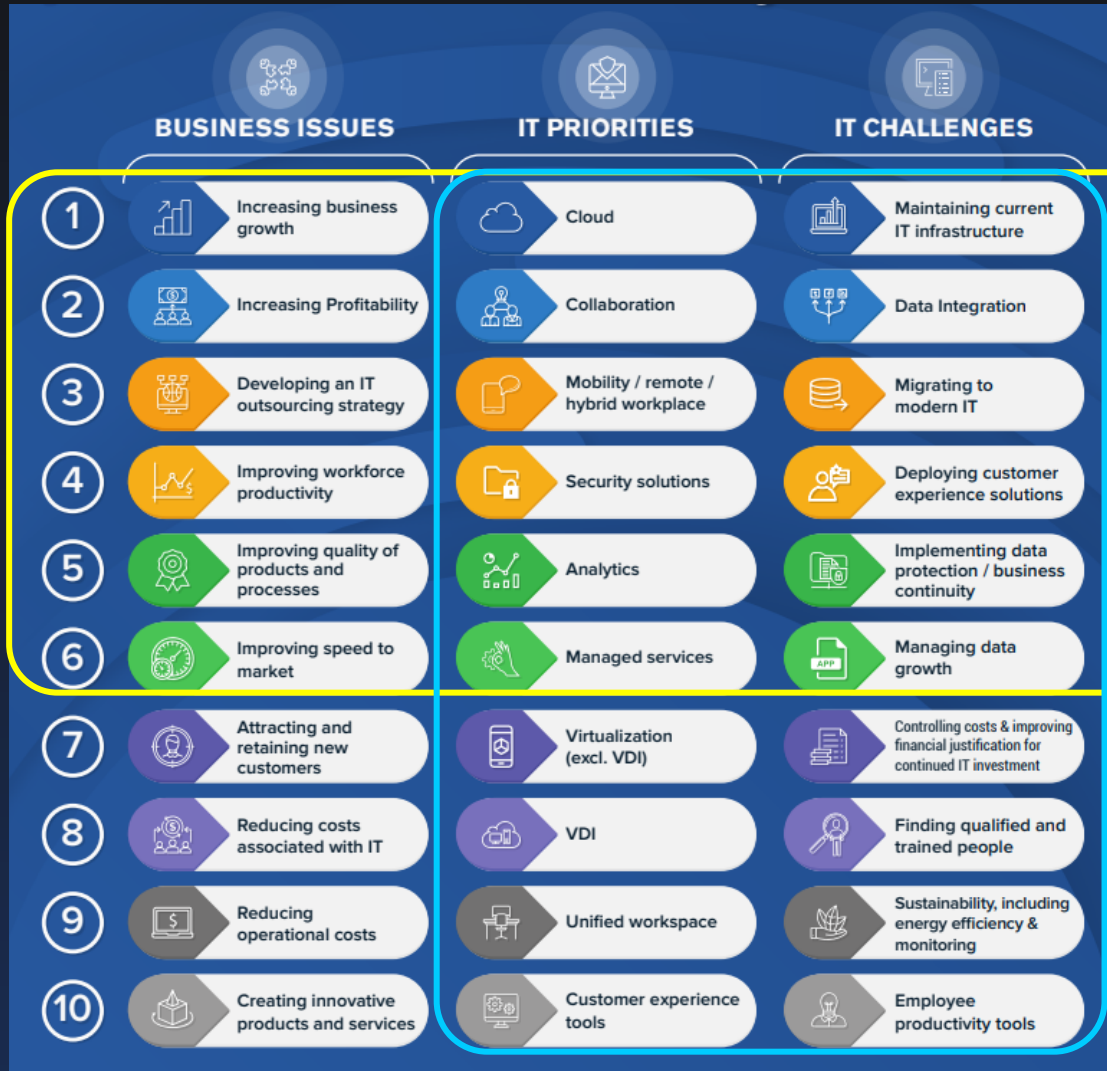 BUSINESS ISSUES
IT PRIORITIES
IT CHALLENGES
1
Increasing business
growth
Cloud
Maintaining current
IT infrastructure
2
Increasing Profitability
Collaboration
Data Integration
3
Developing an IT
outsourcing strategy
Mobility / remote /
hybrid workplace
Migrating to
modern IT
4
Improving workforce
productivity
Security solutions
Deploying customer
experience solutions
5
Improving quality of
products and
processes
Analytics
Implementing data
protection / business
continuity
6
Improving speed to
market
Managed services
APP
Managing data
growth
7
Attracting and
retaining new
customers
Virtualization
(excl. VDI)
Controlling costs & improving
financial justification for
continued IT investment
8
Reducing costs
associated with IT
VDI
Finding qualified and
trained people
9
Reducing
operational costs
Unified workspace
Sustainability, including
energy efficiency &
monitoring
10
Creating innovative
products and services
Customer experience
tools
Employee
productivity tools